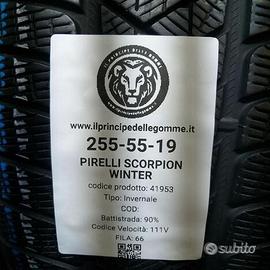 IL PRINCIPE DELLE GOMME
www.ilprincipedellegomme.it
255-55-19
PIRELLI SCORPION
WINTER
codice prodotto: 41953
Tipo: Invernale
COD:
Battistrada: 90%
Codice Velocità: 111V
FILA: 66
subito